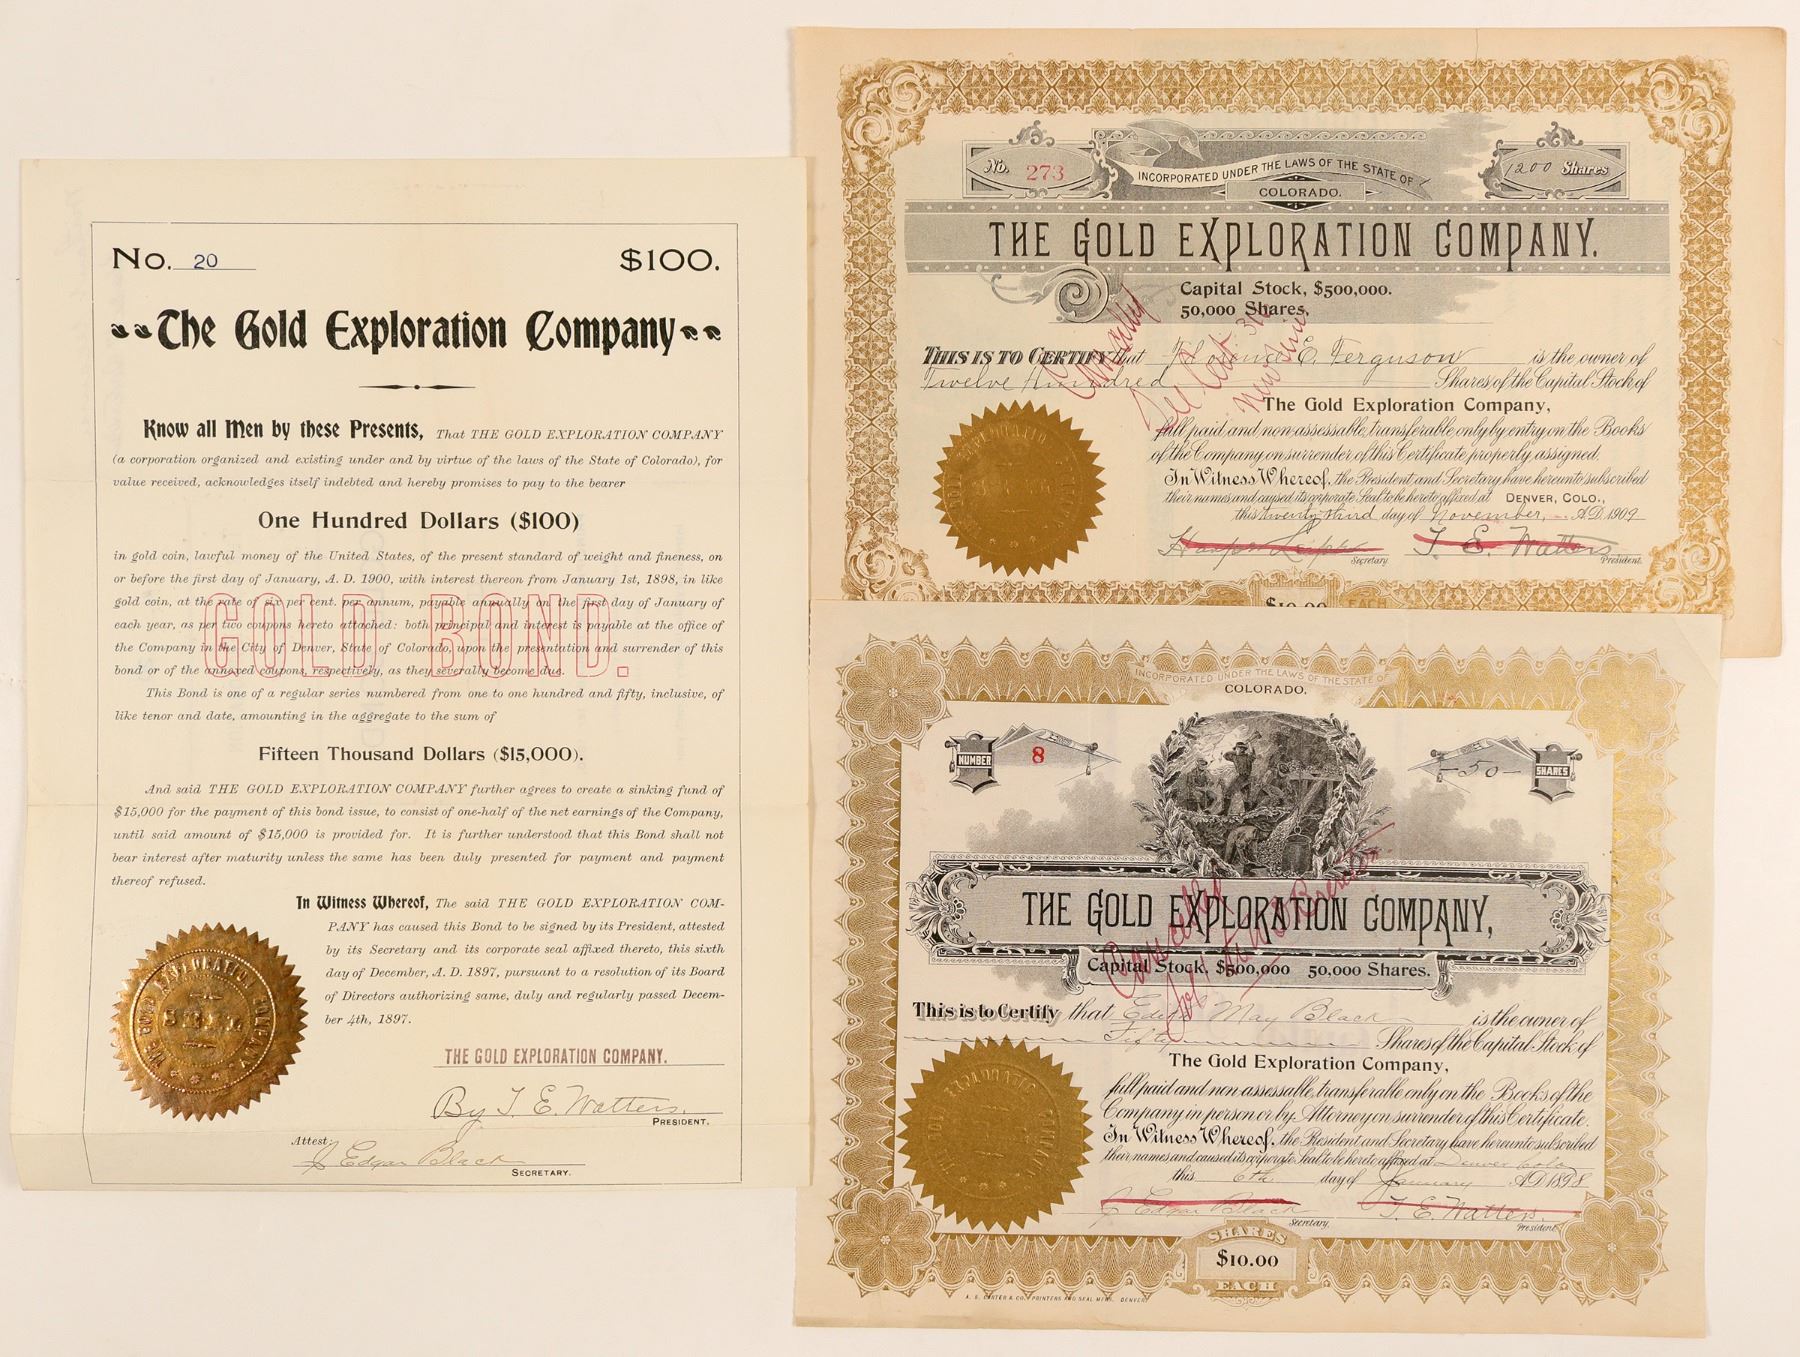 No. 20 $100.
The Gold Exploration Company
Know all Men by these Presents, That THE GOLD EXPLORATION COMPANY
(a corporation organized and existing under and by virtue of the laws of the State of Colorado), for
value received, acknowledges itself indebted and hereby promises to pay to the bearer
One Hundred Dollars ($100)
in gold coin, lawful money of the United States, of the present standard of weight and fineness, on
or before the first day of January, A. D. 1900, with interest thereon from January 1st, 1898, in like
gold coin, at the rate of six per cent. per annum, payable annually on the first day of January of
each year, as per two coupons hereto attached: both principal and interest is payable at the office of
the Company in the City of Denver, State of Colorado, upon the presentation and surrender of this
bond or of the annexed coupons, respectively, as they severally become due.
GOLD BOND.
This Bond is one of a regular series numbered from one to one hundred and fifty, inclusive, of
like tenor and date, amounting in the aggregate to the sum of
Fifteen Thousand Dollars ($15,000).
And said THE GOLD EXPLORATION COMPANY further agrees to create a sinking fund of
$15,000 for the payment of this bond issue, to consist of one-half of the net earnings of the Company,
until said amount of $15,000 is provided for. It is further understood that this Bond shall not
bear interest after maturity unless the same has been duly presented for payment and payment
thereof refused.
In Witness Whereof, The said THE GOLD EXPLORATION COM-
PANY has caused this Bond to be signed by its President, attested
by its Secretary and its corporate seal affixed thereto, this sixth
day of December, A. D. 1897, pursuant to a resolution of its Board
of Directors authorizing same, duly and regularly passed Decem-
ber 4th, 1897.
THE GOLD EXPLORATION COMPANY
SEAL
THE GOLD EXPLORATION COMPANY.
By T. E. Watters.
PRESIDENT.
Attest:
J Edgar Black
SECRETARY.
No. 273
INCORPORATED UNDER THE LAWS OF THE STATE OF
COLORADO.
1200 Shares
THE GOLD EXPLORATION COMPANY.
Capital Stock, $500,000.
50,000 Shares,
Cancelled
THIS IS TO CERTIFY that Florence E. Ferguson is the owner of
Twelve Hundred Shares of the Capital Stock of
The Gold Exploration Company,
full paid and non-assessable, transferable only by entry on the Books
of the Company on surrender of this Certificate properly assigned.
In Witness Whereof, the President and Secretary have hereunto subscribed
their names and caused its corporate Seal to be hereto affixed at DENVER, COLO.,
this twenty-third day of November, A.D. 1909
T. E. Watters
Secretary. President.
$10.00 EACH
INCORPORATED UNDER THE LAWS OF THE STATE OF
COLORADO.
NUMBER 8
-50- SHARES
THE GOLD EXPLORATION COMPANY,
Capital Stock, $500,000 50,000 Shares.
Cancelled
This is to Certify that Edith May Black is the owner of
Fifty Shares of the Capital Stock of
The Gold Exploration Company,
full paid and non assessable, transferable only on the Books of the
Company in person or by Attorney on surrender of this Certificate.
In Witness Whereof, the President and Secretary have hereunto subscribed
their names and caused its corporate Seal to be hereto affixed at Denver Colo
this 6th day of January A.D. 1898
J Edgar Black T. E. Watters.
Secretary. President
SHARES
$10.00
EACH
A. S. CARTER & CO. PRINTERS AND SEAL MFRS. DENVER